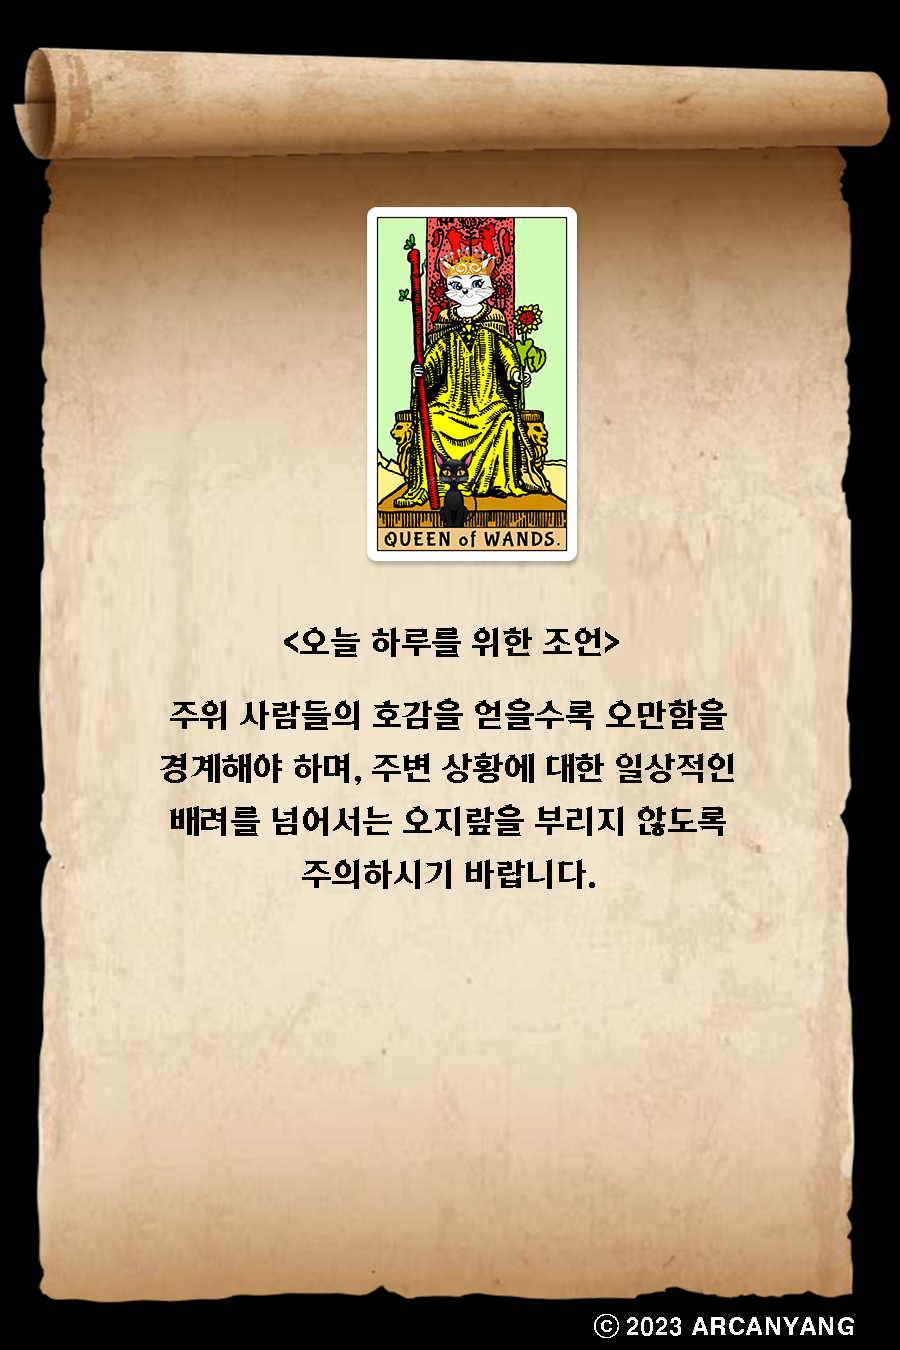 QUEEN of WANDS.
<오늘 하루를 위한 조언>
주위 사람들의 호감을 얻을수록 오만함을
경계해야 하며, 주변 상황에 대한 일상적인
배려를 넘어서는 오지랖을 부리지 않도록
주의하시기 바랍니다.
ⓒ 2023 ARCANYANG